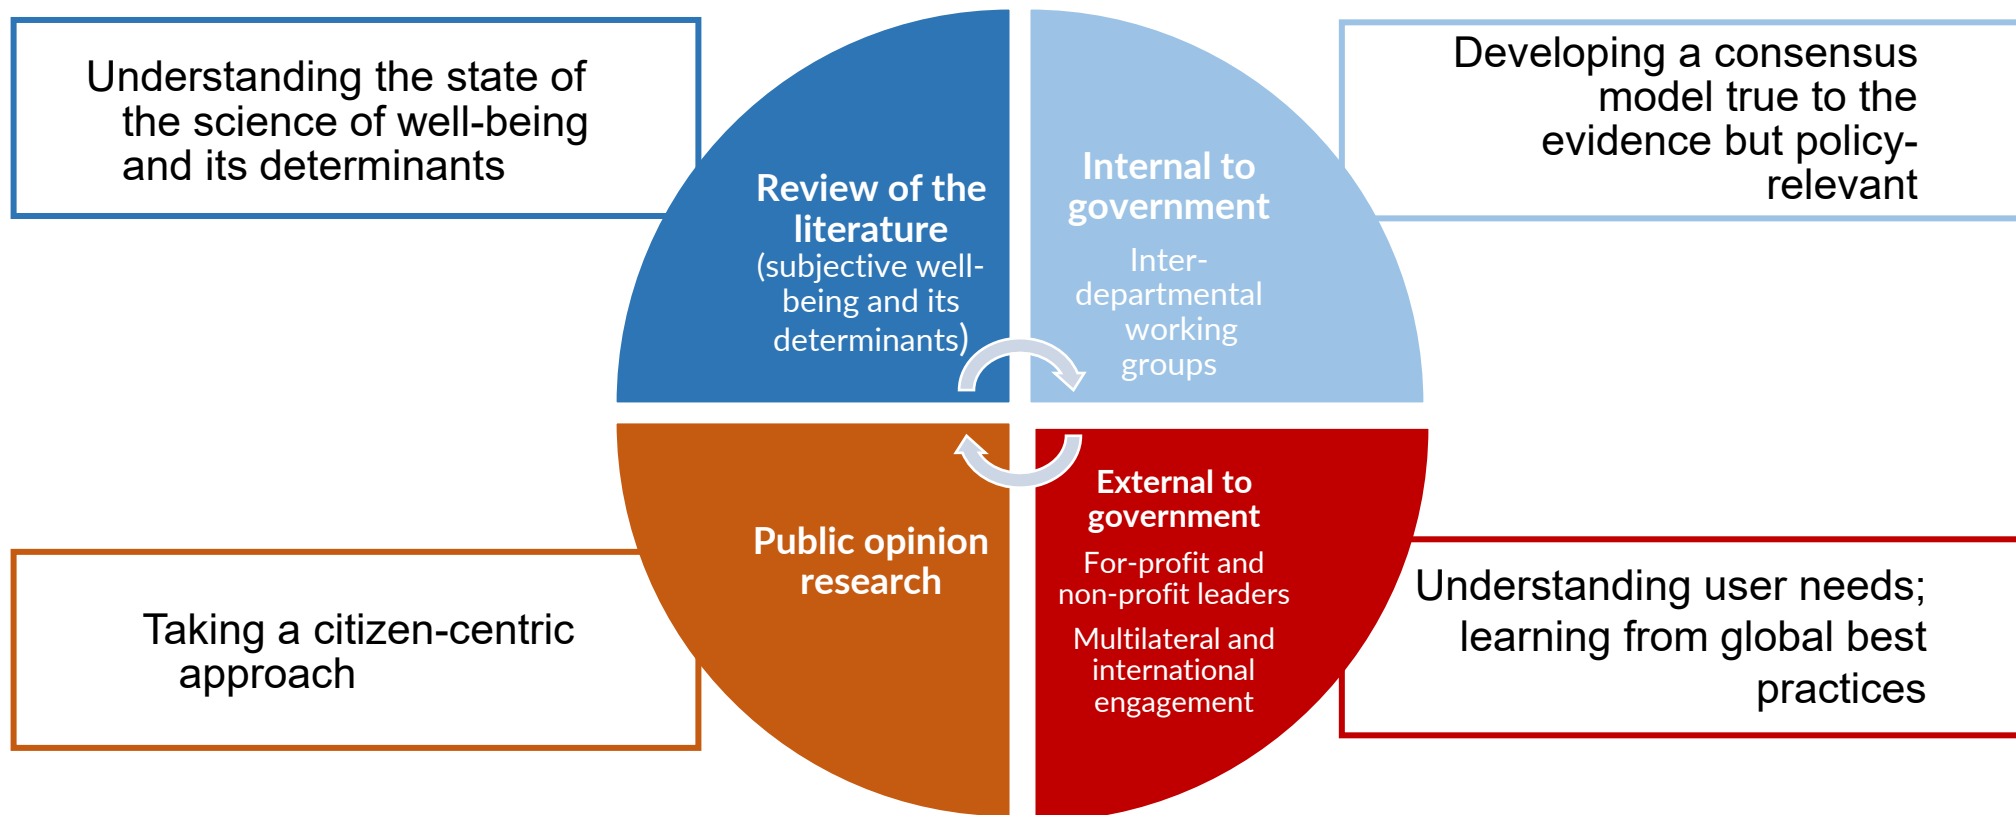 Understanding the state of
the science of well-being
and its determinants
Review of the
literature
(subjective well-
being and its
determinants)
Internal to
government
Inter-
departmental
working
groups
Developing a consensus
model true to the
evidence but policy-
relevant
Taking a citizen-centric
approach
Public opinion
research
External to
government
For-profit and
non-profit leaders
Multilateral and
international
engagement
Understanding user needs;
learning from global best
practices